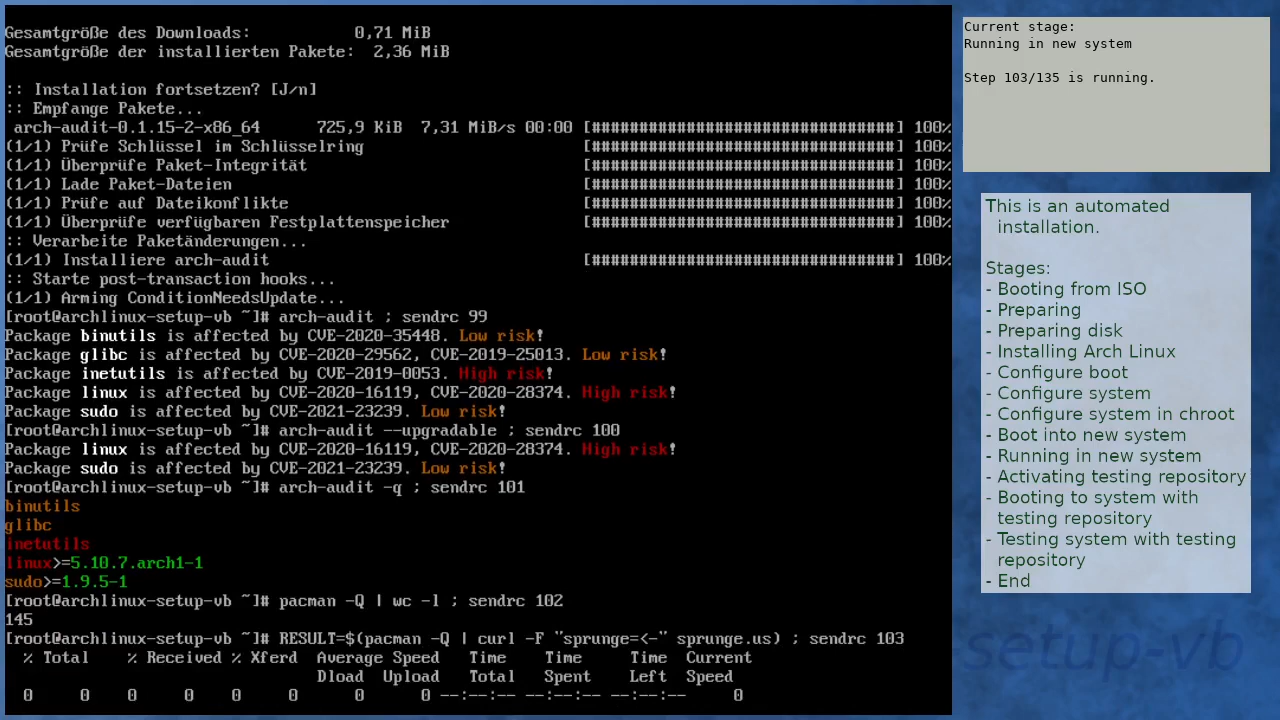 Gesamtgröße des Downloads:           0,71 MiB
Gesamtgröße der installierten Pakete:  2,36 MiB
:: Installation fortsetzen? [J/n]
:: Empfange Pakete...
 arch-audit-0.1.15-2-x86_64      725,9 KiB  7,31 MiB/s 00:00 [################################] 100%
(1/1) Prüfe Schlüssel im Schlüsselring                       [################################] 100%
(1/1) Überprüfe Paket-Integrität                             [################################] 100%
(1/1) Lade Paket-Dateien                                     [################################] 100%
(1/1) Prüfe auf Dateikonflikte                               [################################] 100%
(1/1) Überprüfe verfügbaren Festplattenspeicher              [################################] 100%
:: Verarbeite Paketänderungen...
(1/1) Installiere arch-audit                                 [################################] 100%
:: Starte post-transaction hooks...
(1/1) Arming ConditionNeedsUpdate...
[root@archlinux-setup-vb ~]# arch-audit ; sendrc 99
Package binutils is affected by CVE-2020-35448. Low risk!
Package glibc is affected by CVE-2020-29562, CVE-2019-25013. Low risk!
Package inetutils is affected by CVE-2019-0053. High risk!
Package linux is affected by CVE-2020-16119, CVE-2020-28374. High risk!
Package sudo is affected by CVE-2021-23239. Low risk!
[root@archlinux-setup-vb ~]# arch-audit --upgradable ; sendrc 100
Package linux is affected by CVE-2020-16119, CVE-2020-28374. High risk!
Package sudo is affected by CVE-2021-23239. Low risk!
[root@archlinux-setup-vb ~]# arch-audit -q ; sendrc 101
binutils
glibc
inetutils
linux>=5.10.7.arch1-1
sudo>=1.9.5-1
[root@archlinux-setup-vb ~]# pacman -Q | wc -l ; sendrc 102
145
[root@archlinux-setup-vb ~]# RESULT=$(pacman -Q | curl -F "sprunge=<-" sprunge.us) ; sendrc 103
  % Total    % Received % Xferd  Average Speed   Time    Time     Time  Current
                                 Dload  Upload   Total   Spent    Left  Speed
  0     0    0     0    0     0      0      0 --:--:-- --:--:-- --:--:--     0
Current stage:
Running in new system
Step 103/135 is running.
This is an automated
installation.
Stages:
- Booting from ISO
- Preparing
- Preparing disk
- Installing Arch Linux
- Configure boot
- Configure system
- Configure system in chroot
- Boot into new system
- Running in new system
- Activating testing repository
- Booting to system with
testing repository
- Testing system with testing
repository
- End
-setup-vb